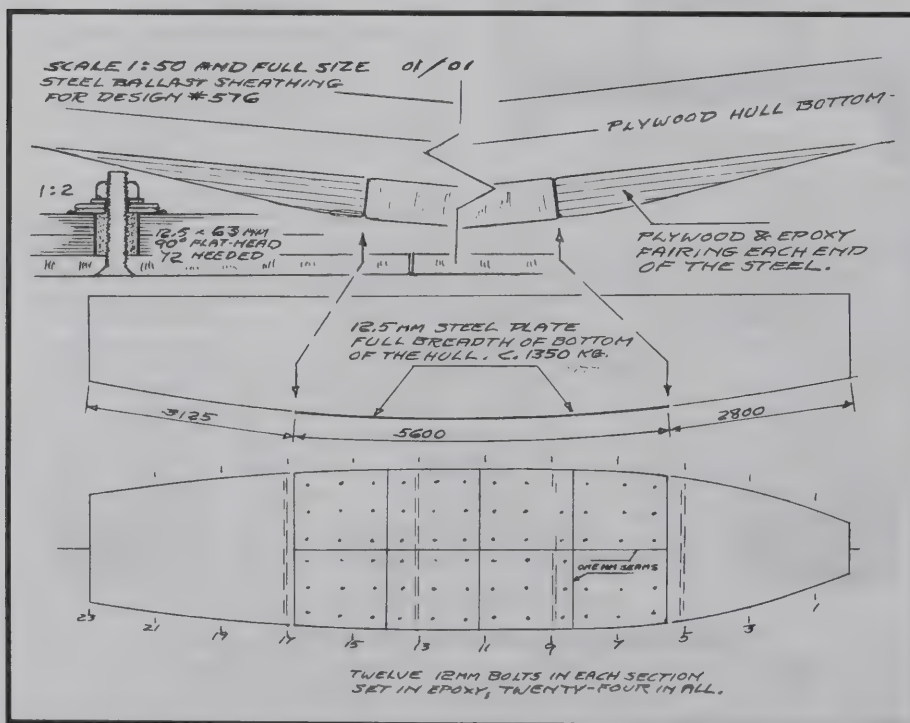 SCALE 1:50 AND FULL SIZE 01/01
STEEL BALLAST SHEATHING
FOR DESIGN #576
PLYWOOD HULL BOTTOM-
1:2
12.5 x 63 MM
90° FLAT-HEAD
72 NEEDED
PLYWOOD & EPOXY
FAIRING EACH END
OF THE STEEL.
12.5 MM STEEL PLATE
FULL BREADTH OF BOTTOM
OF THE HULL. C. 1350 KG.
3125
5600
2800
ONE MM SEAMS
23
21
19
17
15
13
11
9
7
5
3
1
TWELVE 12MM BOLTS IN EACH SECTION
SET IN EPOXY, TWENTY-FOUR IN ALL.